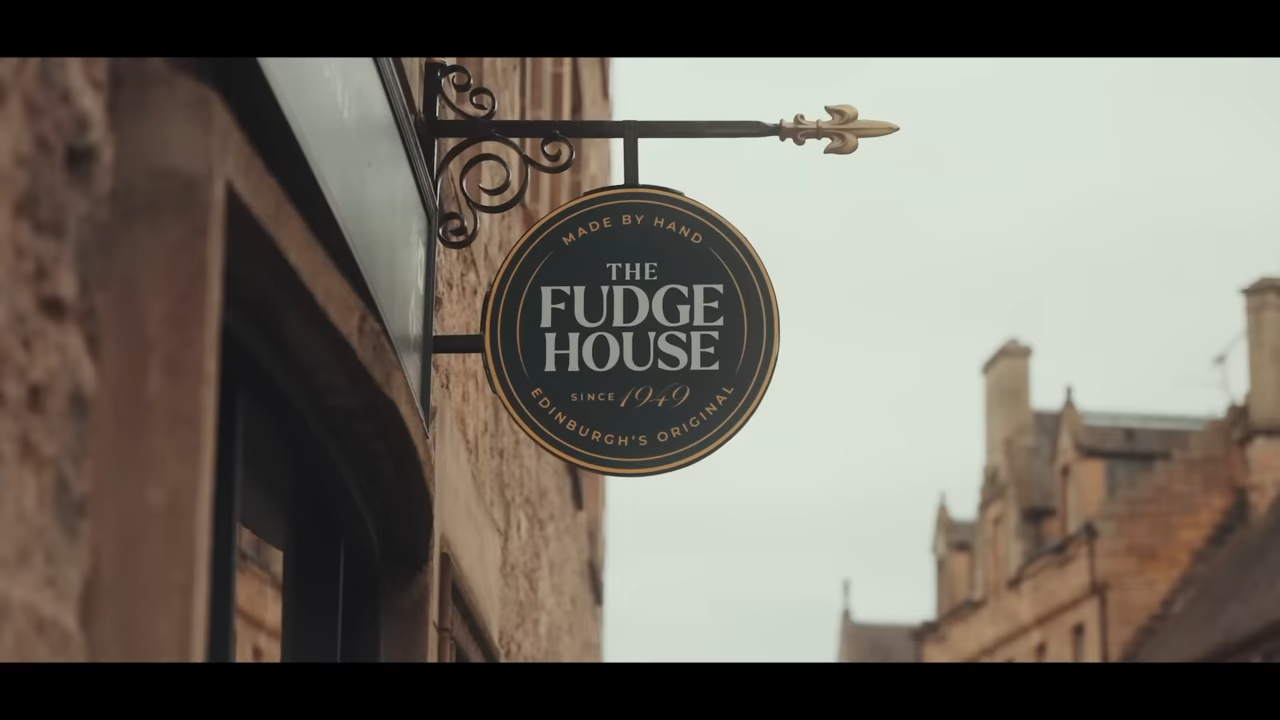 MADE BY HAND
THE
FUDGE
HOUSE
SINCE 1949
EDINBURGH'S ORIGINAL